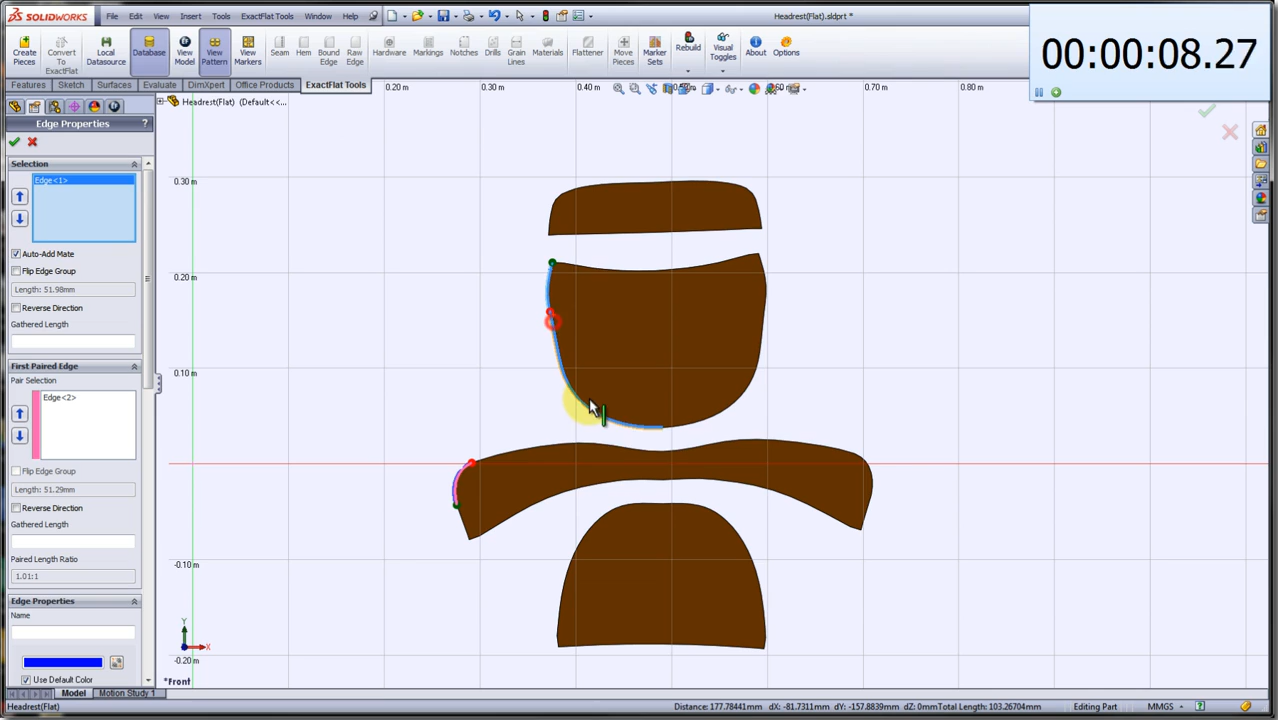 SOLIDWORKS File Edit View Insert Tools ExactFlat Tools Window Help Headrest(Flat).sldprt *
00:00:08.27
Create Pieces
Convert To ExactFlat
Local Datasource
Database
View Model
View Pattern
View Markers
Seam
Hem
Bound Edge
Raw Edge
Hardware
Markings
Notches
Drills
Grain Lines
Materials
Flattener
Move Pieces
Marker Sets
Rebuild
Visual Toggles
About
Options
Features Sketch Surfaces Evaluate DimXpert Office Products ExactFlat Tools
0.20 m 0.30 m 0.40 m 0.60 m 0.70 m 0.80 m
Headrest(Flat) (Default<<...
Edge Properties ?
Selection
Edge<1>
Auto-Add Mate
Flip Edge Group
Length: 51.98mm
Reverse Direction
Gathered Length
First Paired Edge
Pair Selection
Edge<2>
Flip Edge Group
Length: 51.29mm
Reverse Direction
Gathered Length
Paired Length Ratio
1.01:1
Edge Properties
Name
Use Default Color
0.30 m
0.20 m
0.10 m
-0.10 m
-0.20 m
Y
X
*Front
Model Motion Study 1
Headrest(Flat) Distance: 177.78441mm dX: -81.7311mm dY: -157.8839mm dZ: 0mmTotal Length: 103.26704mm Editing Part MMGS